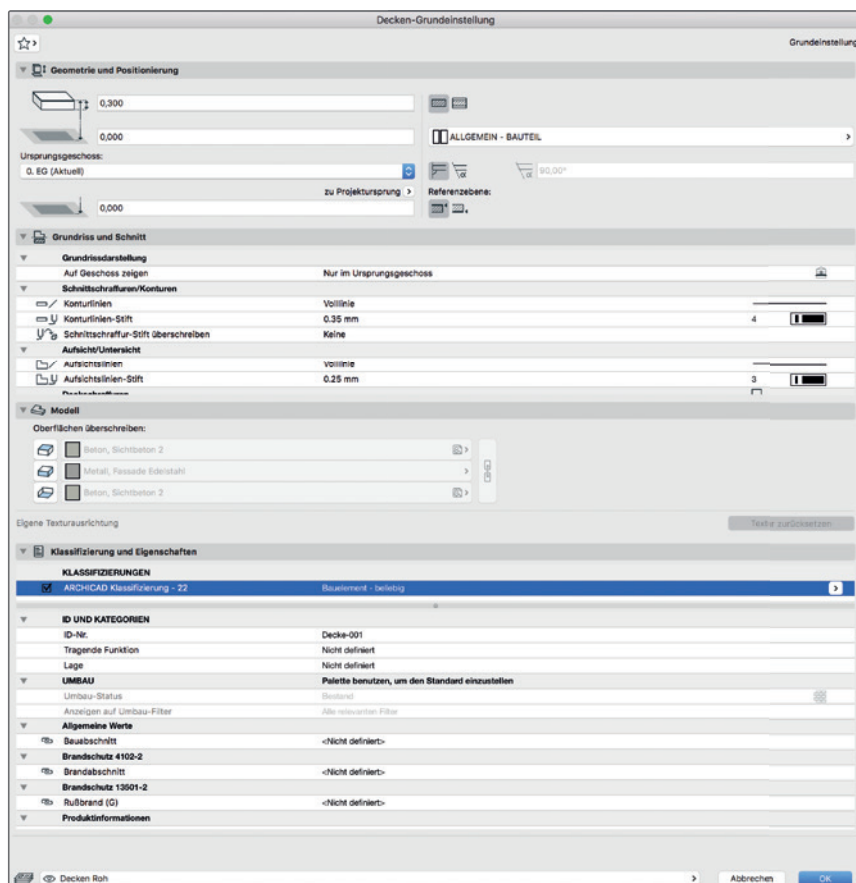 Decken-Grundeinstellung
Grundeinstellung
Geometrie und Positionierung
0,300
0,000
ALLGEMEIN - BAUTEIL
Ursprungsgeschoss:
0. EG (Aktuell)
α
α
90,00°
zu Projektursprung
Referenzebene:
0,000
Grundriss und Schnitt
Grundrissdarstellung
Auf Geschoss zeigen Nur im Ursprungsgeschoss
Schnittschraffuren/Konturen
Konturlinien Volllinie
Konturlinien-Stift 0.35 mm 4
Schnittschraffur-Stift überschreiben Keine
Aufsicht/Untersicht
Aufsichtslinien Volllinie
Aufsichtslinien-Stift 0.25 mm 3
Modell
Oberflächen überschreiben:
Beton, Sichtbeton 2
Metall, Fassade Edelstahl
Beton, Sichtbeton 2
Eigene Texturausrichtung Textur zurücksetzen
Klassifizierung und Eigenschaften
KLASSIFIZIERUNGEN
ARCHICAD Klassifizierung - 22 Bauelement - beliebig
ID UND KATEGORIEN
ID-Nr. Decke-001
Tragende Funktion Nicht definiert
Lage Nicht definiert
UMBAU Palette benutzen, um den Standard einzustellen
Umbau-Status Bestand
Anzeigen auf Umbau-Filter Alle relevanten Filter
Allgemeine Werte
Bauabschnitt <Nicht definiert>
Brandschutz 4102-2
Brandabschnitt <Nicht definiert>
Brandschutz 13501-2
Rußbrand (G) <Nicht definiert>
Produktinformationen
Decken Roh Abbrechen OK